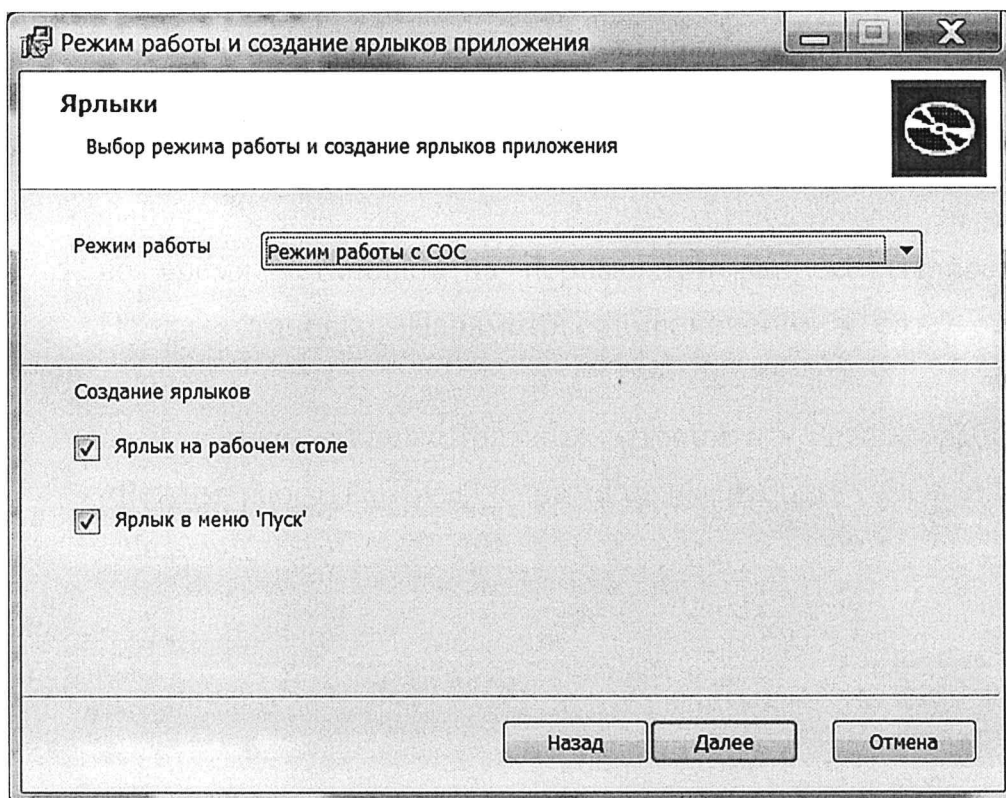 Режим работы и создание ярлыков приложения
Ярлыки
Выбор режима работы и создание ярлыков приложения
Режим работы Режим работы с СОС
Создание ярлыков
Ярлык на рабочем столе
Ярлык в меню 'Пуск'
Назад Далее Отмена